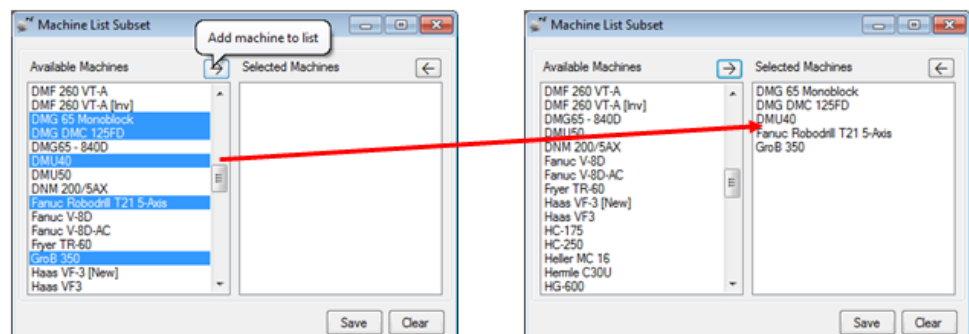 Machine List Subset
Add machine to list
Available Machines
Selected Machines
DMF 260 VT-A
DMF 260 VT-A [Inv]
DMG 65 Monoblock
DMG DMC 125FD
DMG65 - 840D
DMU40
DMU50
DNM 200/5AX
Fanuc Robodrill T21 5-Axis
Fanuc V-8D
Fanuc V-8D-AC
Fryer TR-60
GroB 350
Haas VF-3 [New]
Haas VF3
Save
Clear
Machine List Subset
Available Machines
Selected Machines
DMF 260 VT-A
DMF 260 VT-A [Inv]
DMG65 - 840D
DMU50
DNM 200/5AX
Fanuc V-8D
Fanuc V-8D-AC
Fryer TR-60
Haas VF-3 [New]
Haas VF3
HC-175
HC-250
Heller MC 16
Hermle C30U
HG-600
DMG 65 Monoblock
DMG DMC 125FD
DMU40
Fanuc Robodrill T21 5-Axis
GroB 350
Save
Clear